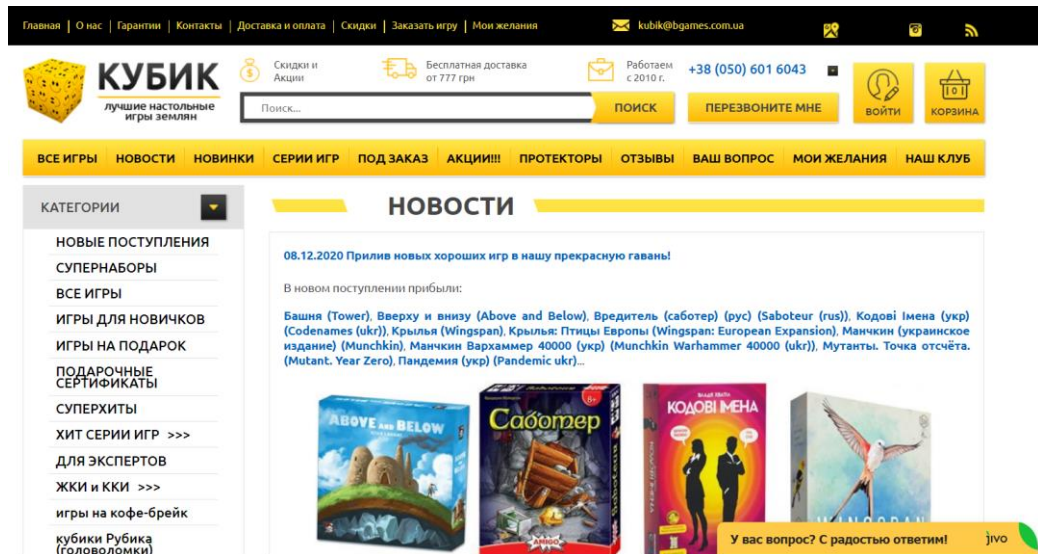 Главная | О нас | Гарантии | Контакты | Доставка и оплата | Скидки | Заказать игру | Мои желания
kubik@bgames.com.ua
КУБИК
лучшие настольные
игры землян
Скидки и
Акции
Бесплатная доставка
от 777 грн
Работаем
с 2010 г.
+38 (050) 601 6043
Поиск...
ПОИСК
ПЕРЕЗВОНИТЕ МНЕ
ВОЙТИ
КОРЗИНА
ВСЕ ИГРЫ НОВОСТИ НОВИНКИ СЕРИИ ИГР ПОД ЗАКАЗ АКЦИИ!!! ПРОТЕКТОРЫ ОТЗЫВЫ ВАШ ВОПРОС МОИ ЖЕЛАНИЯ НАШ КЛУБ
КАТЕГОРИИ
НОВЫЕ ПОСТУПЛЕНИЯ
СУПЕРНАБОРЫ
ВСЕ ИГРЫ
ИГРЫ ДЛЯ НОВИЧКОВ
ИГРЫ НА ПОДАРОК
ПОДАРОЧНЫЕ
СЕРТИФИКАТЫ
СУПЕРХИТЫ
ХИТ СЕРИИ ИГР >>>
ДЛЯ ЭКСПЕРТОВ
ЖКИ и ККИ >>>
игры на кофе-брейк
кубики Рубика
(головоломки)
НОВОСТИ
08.12.2020 Прилив новых хороших игр в нашу прекрасную гавань!
В новом поступлении прибыли:
Башня (Tower), Вверху и внизу (Above and Below), Вредитель (саботер) (рус) (Saboteur (rus)), Кодові Імена (укр)
(Codenames (ukr)), Крылья (Wingspan), Крылья: Птицы Европы (Wingspan: European Expansion), Манчкин (украинское
издание) (Munchkin), Манчкин Вархаммер 40000 (укр) (Munchkin Warhammer 40000 (ukr)), Мутанты. Точка отсчёта.
(Mutant. Year Zero), Пандемия (укр) (Pandemic ukr)...
ABOVE AND BELOW
8+
Саботер
Saboteur
AMIGO
КОДОВІ ІМЕНА
WINGSPAN
У вас вопрос? С радостью ответим!
jivo